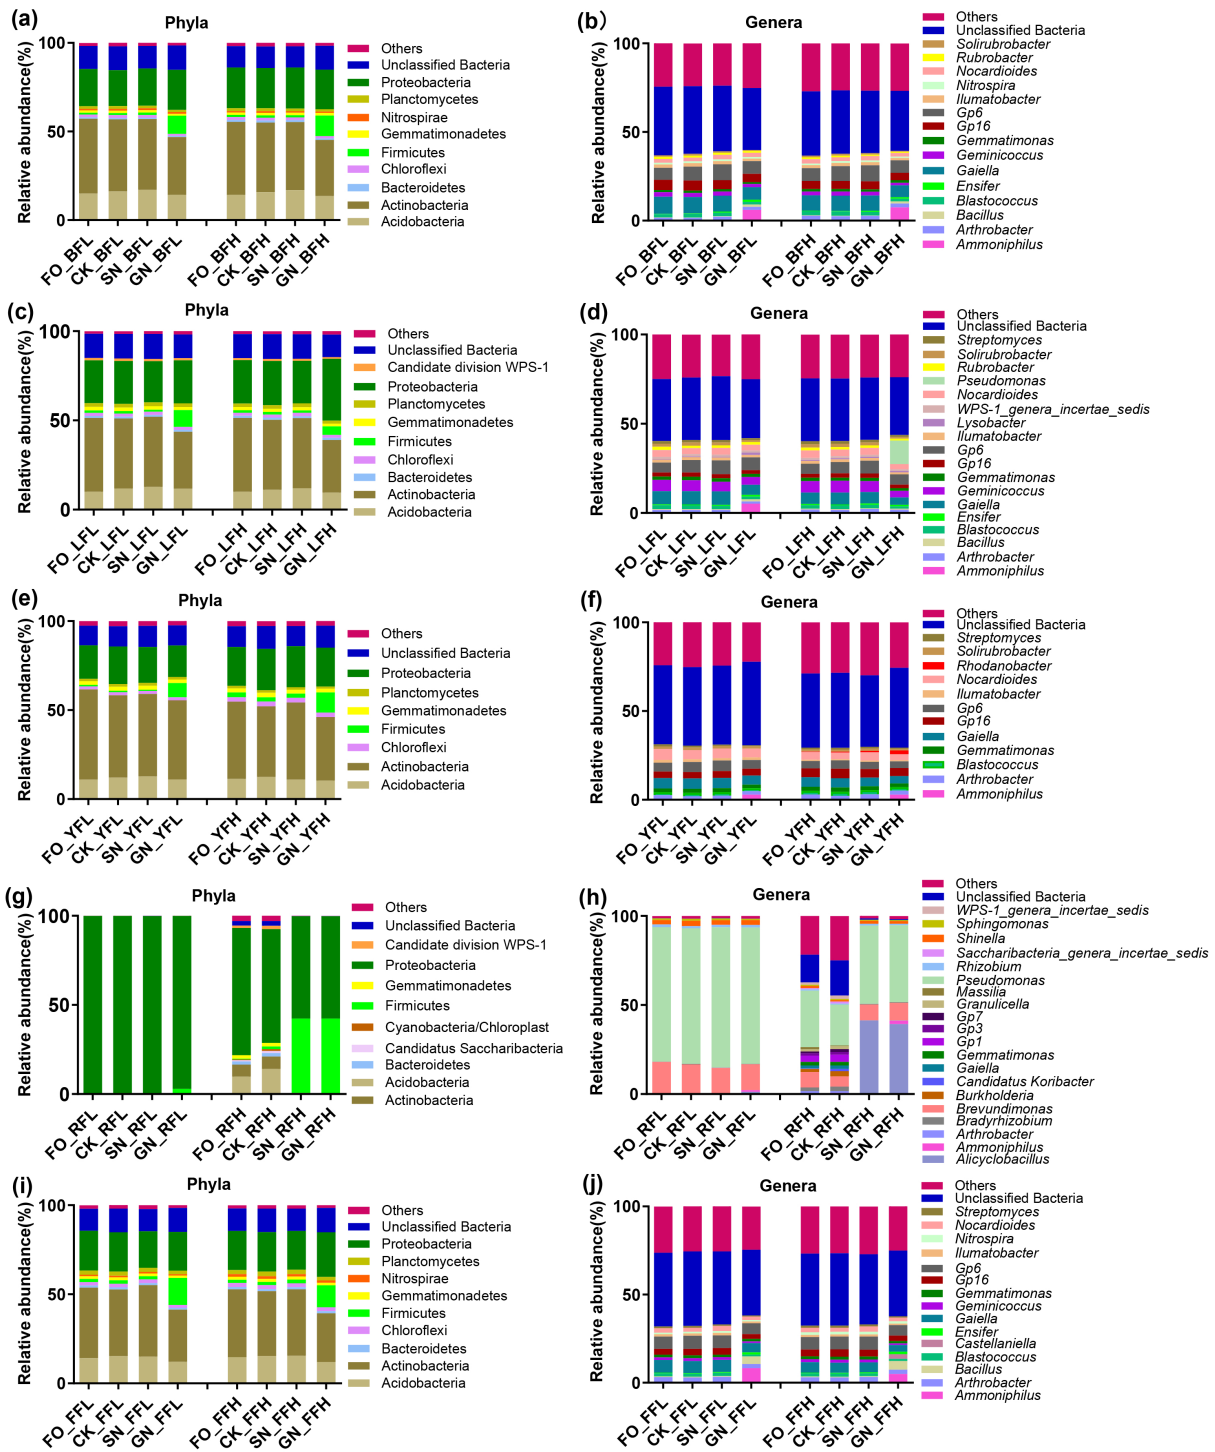 (a)
Phyla
Relative abundance(%)
100
50
0
FO_BFL
CK_BFL
SN_BFL
GN_BFL
FO_BFH
CK_BFH
SN_BFH
GN_BFH
Others
Unclassified Bacteria
Proteobacteria
Planctomycetes
Nitrospirae
Gemmatimonadetes
Firmicutes
Chloroflexi
Bacteroidetes
Actinobacteria
Acidobacteria
(b）
Genera
Relative abundance(%)
100
50
0
FO_BFL
CK_BFL
SN_BFL
GN_BFL
FO_BFH
CK_BFH
SN_BFH
GN_BFH
Others
Unclassified Bacteria
Solirubrobacter
Rubrobacter
Nocardioides
Nitrospira
Ilumatobacter
Gp6
Gp16
Gemmatimonas
Geminicoccus
Gaiella
Ensifer
Blastococcus
Bacillus
Arthrobacter
Ammoniphilus
(c)
Phyla
Relative abundance(%)
100
50
0
FO_LFL
CK_LFL
SN_LFL
GN_LFL
FO_LFH
CK_LFH
SN_LFH
GN_LFH
Others
Unclassified Bacteria
Candidate division WPS-1
Proteobacteria
Planctomycetes
Gemmatimonadetes
Firmicutes
Chloroflexi
Bacteroidetes
Actinobacteria
Acidobacteria
(d)
Genera
Relative abundance(%)
100
50
0
FO_LFL
CK_LFL
SN_LFL
GN_LFL
FO_LFH
CK_LFH
SN_LFH
GN_LFH
Others
Unclassified Bacteria
Streptomyces
Solirubrobacter
Rubrobacter
Pseudomonas
Nocardioides
WPS-1_genera_incertae_sedis
Lysobacter
Ilumatobacter
Gp6
Gp16
Gemmatimonas
Geminicoccus
Gaiella
Ensifer
Blastococcus
Bacillus
Arthrobacter
Ammoniphilus
(e)
Phyla
Relative abundance(%)
100
50
0
FO_YFL
CK_YFL
SN_YFL
GN_YFL
FO_YFH
CK_YFH
SN_YFH
GN_YFH
Others
Unclassified Bacteria
Proteobacteria
Planctomycetes
Gemmatimonadetes
Firmicutes
Chloroflexi
Actinobacteria
Acidobacteria
(f)
Genera
Relative abundance(%)
100
50
0
FO_YFL
CK_YFL
SN_YFL
GN_YFL
FO_YFH
CK_YFH
SN_YFH
GN_YFH
Others
Unclassified Bacteria
Streptomyces
Solirubrobacter
Rhodanobacter
Nocardioides
Ilumatobacter
Gp6
Gp16
Gaiella
Gemmatimonas
Blastococcus
Arthrobacter
Ammoniphilus
(g)
Phyla
Relative abundance(%)
100
50
0
FO_RFL
CK_RFL
SN_RFL
GN_RFL
FO_RFH
CK_RFH
SN_RFH
GN_RFH
Others
Unclassified Bacteria
Candidate division WPS-1
Proteobacteria
Gemmatimonadetes
Firmicutes
Cyanobacteria/Chloroplast
Candidatus Saccharibacteria
Bacteroidetes
Acidobacteria
Actinobacteria
(h)
Genera
Relative abundance(%)
100
50
0
FO_RFL
CK_RFL
SN_RFL
GN_RFL
FO_RFH
CK_RFH
SN_RFH
GN_RFH
Others
Unclassified Bacteria
WPS-1_genera_incertae_sedis
Sphingomonas
Shinella
Saccharibacteria_genera_incertae_sedis
Rhizobium
Pseudomonas
Massilia
Granulicella
Gp7
Gp3
Gp1
Gemmatimonas
Gaiella
Candidatus Koribacter
Burkholderia
Brevundimonas
Bradyrhizobium
Arthrobacter
Ammoniphilus
Alicyclobacillus
(i)
Phyla
Relative abundance(%)
100
50
0
FO_FFL
CK_FFL
SN_FFL
GN_FFL
FO_FFH
CK_FFH
SN_FFH
GN_FFH
Others
Unclassified Bacteria
Proteobacteria
Planctomycetes
Nitrospirae
Gemmatimonadetes
Firmicutes
Chloroflexi
Bacteroidetes
Actinobacteria
Acidobacteria
(j)
Genera
Relative abundance(%)
100
50
0
FO_FFL
CK_FFL
SN_FFL
GN_FFL
FO_FFH
CK_FFH
SN_FFH
GN_FFH
Others
Unclassified Bacteria
Streptomyces
Nocardioides
Nitrospira
Ilumatobacter
Gp6
Gp16
Gemmatimonas
Geminicoccus
Gaiella
Ensifer
Castellaniella
Blastococcus
Bacillus
Arthrobacter
Ammoniphilus